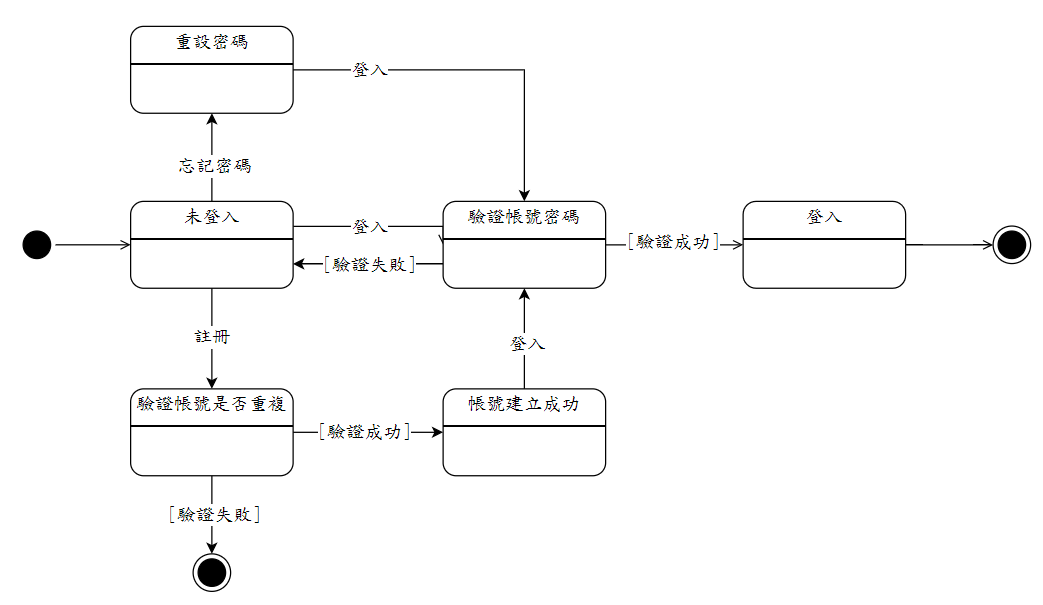 重設密碼
登入
忘記密碼
未登入
登入
驗證帳號密碼
[驗證成功]
登入
[驗證失敗]
註冊
登入
驗證帳號是否重複
[驗證成功]
帳號建立成功
[驗證失敗]